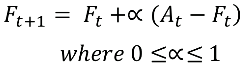 F_{t+1} = F_t +∝ (A_t − F_t)
where 0 ≤∝≤ 1